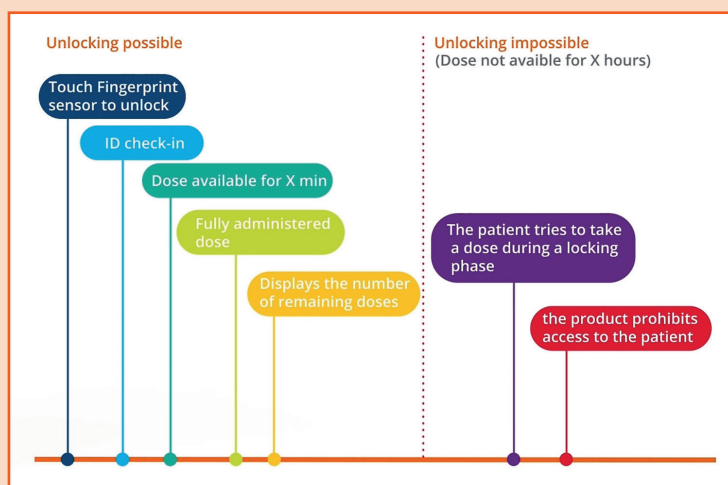 Unlocking possible
Touch Fingerprint
sensor to unlock
ID check-in
Dose available for X min
Fully administered
dose
Displays the number
of remaining doses
Unlocking impossible
(Dose not avaible for X hours)
The patient tries to take
a dose during a locking
phase
the product prohibits
access to the patient